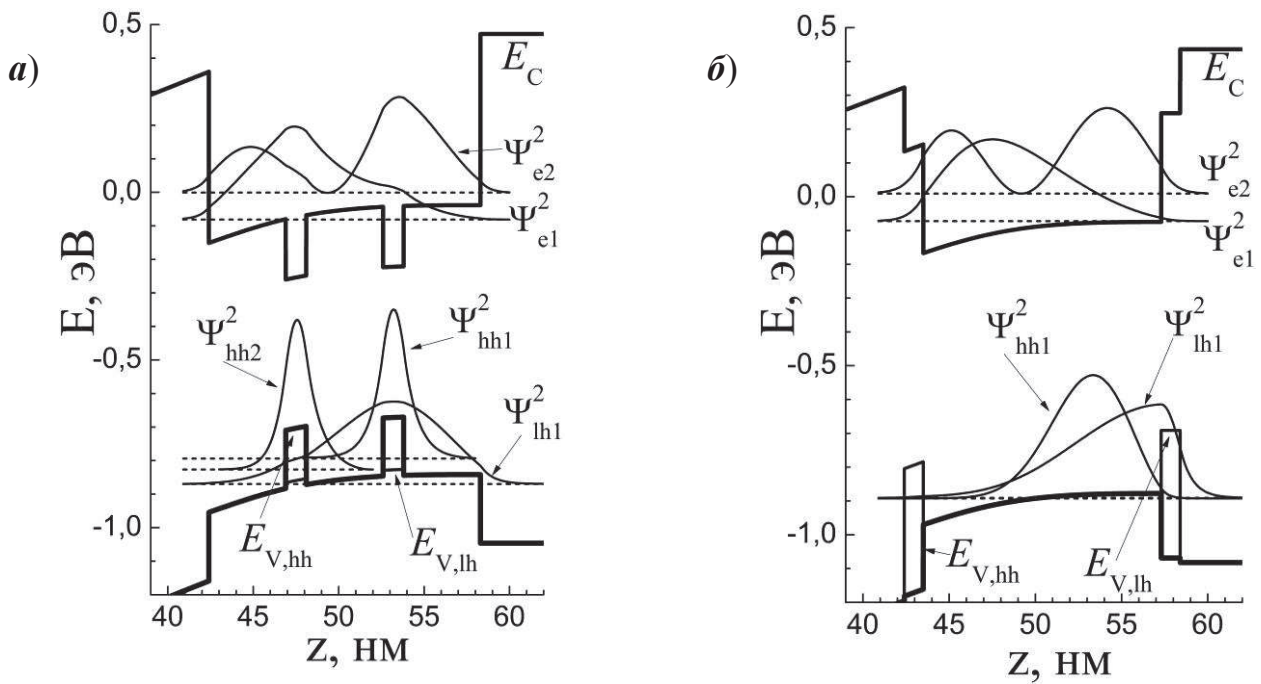 а)
0,5
0,0
-0,5
-1,0
E, эВ
E_C
Ψ²_e2
Ψ²_e1
Ψ²_hh2
Ψ²_hh1
Ψ²_lh1
E_V,hh
E_V,lh
40 45 50 55 60
z, нм
б)
0,5
0,0
-0,5
-1,0
E, эВ
E_C
Ψ²_e2
Ψ²_e1
Ψ²_hh1
Ψ²_lh1
E_V,hh
E_V,lh
40 45 50 55 60
z, нм